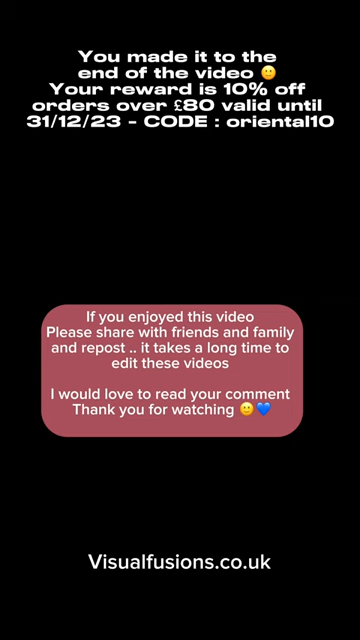 You made it to the
end of the video 🙂
Your reward is 10% off
orders over £80 valid until
31/12/23 - CODE : oriental10
If you enjoyed this video
Please share with friends and family
and repost .. it takes a long time to
edit these videos
I would love to read your comment
Thank you for watching 🙂💙
Visualfusions.co.uk